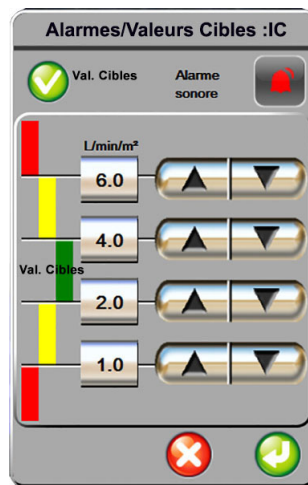 Alarmes/Valeurs Cibles :IC
Val. Cibles
Alarme
sonore
L/min/m²
6.0
4.0
Val. Cibles
2.0
1.0